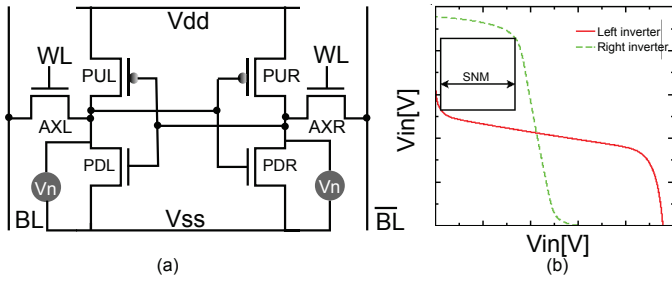 Vdd
WL
PUL
PUR
WL
AXL
AXR
PDL
PDR
Vn
Vn
BL
Vss
B̅L̅
(a)
Left inverter
Right inverter
SNM
Vin[V]
Vin[V]
(b)